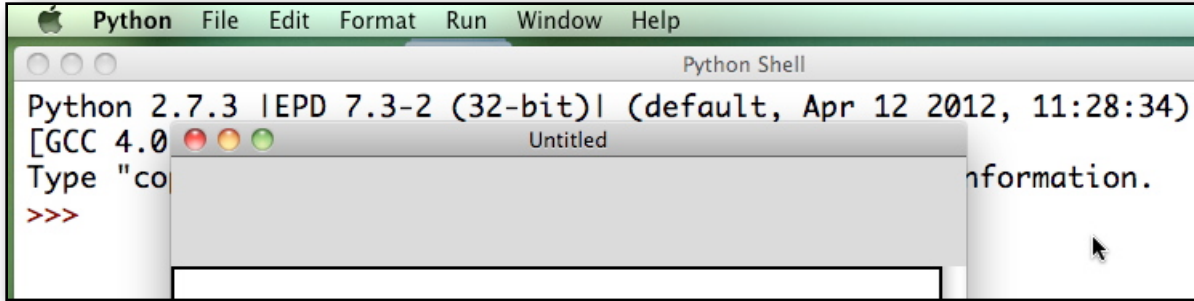 Python File Edit Format Run Window Help
Python Shell
Python 2.7.3 |EPD 7.3-2 (32-bit)| (default, Apr 12 2012, 11:28:34)
[GCC 4.0
Untitled
Type "co nformation.
>>>